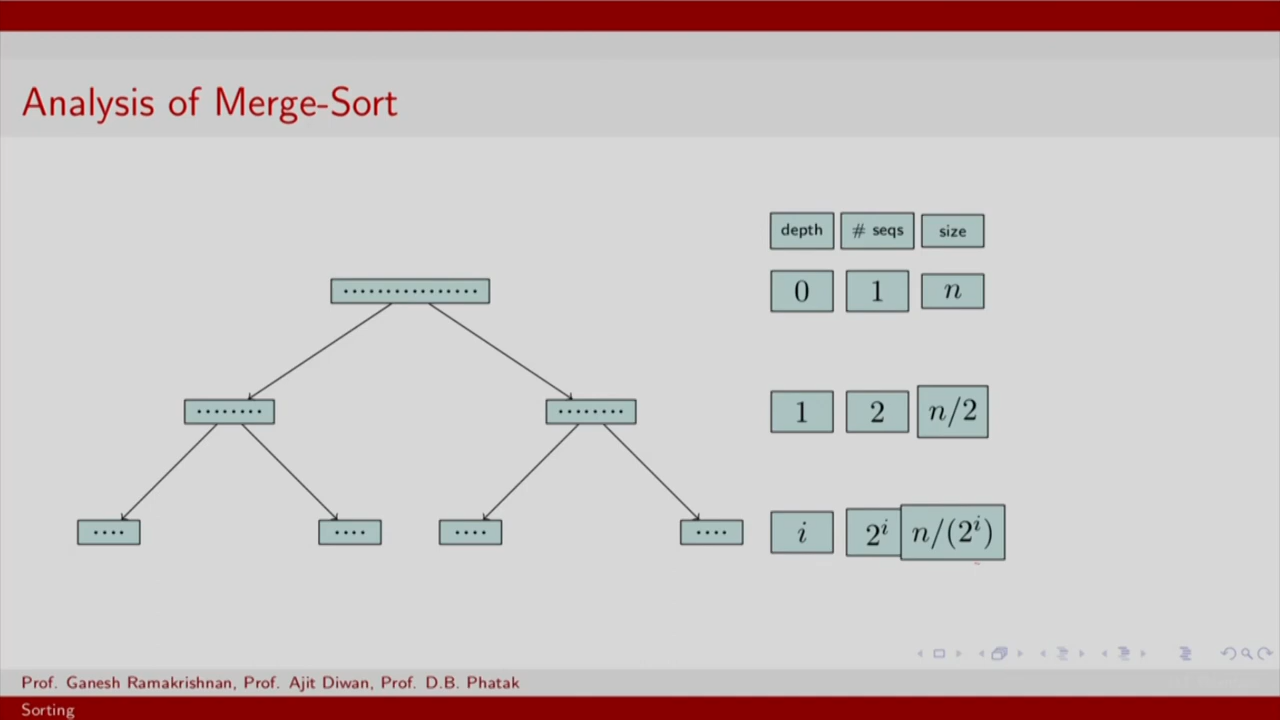 Analysis of Merge-Sort
depth # seqs size
0 1 n
1 2 n/2
i 2^i n/(2^i)
Prof. Ganesh Ramakrishnan, Prof. Ajit Diwan, Prof. D.B. Phatak
Sorting